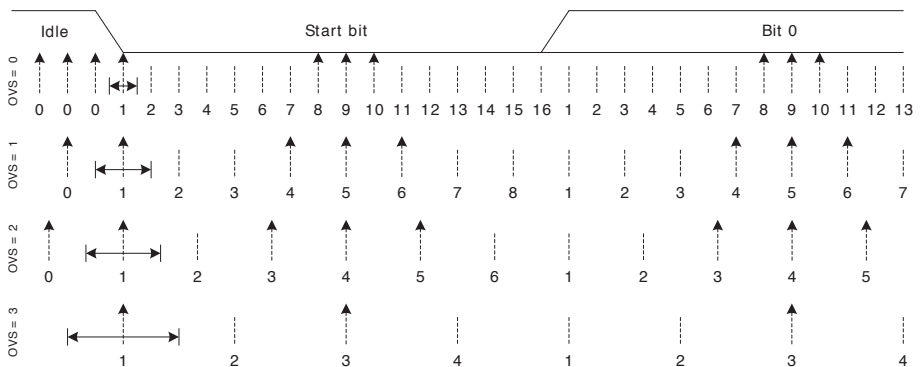 Idle Start bit Bit 0
OVS = 0
0 0 0 1 2 3 4 5 6 7 8 9 10 11 12 13 14 15 16 1 2 3 4 5 6 7 8 9 10 11 12 13
OVS = 1
0 1 2 3 4 5 6 7 8 1 2 3 4 5 6 7
OVS = 2
0 1 2 3 4 5 6 1 2 3 4 5
OVS = 3
1 2 3 4 1 2 3 4